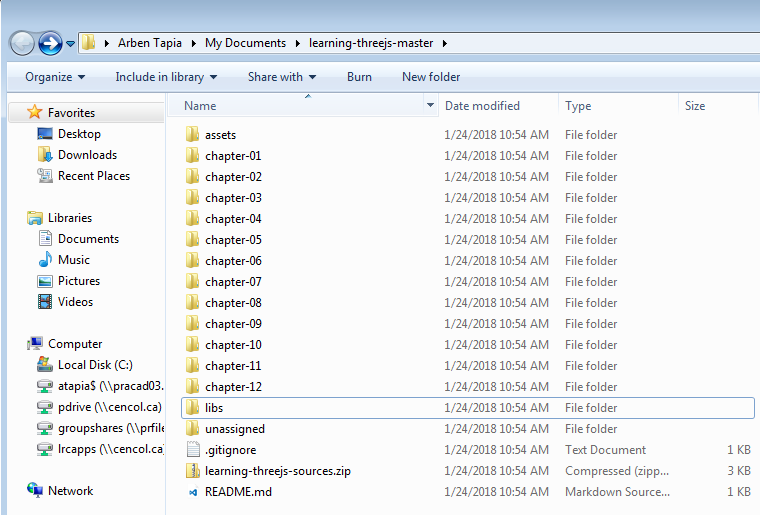 Arben Tapia My Documents learning-threejs-master
Organize Include in library Share with Burn New folder
Favorites
Desktop
Downloads
Recent Places
Libraries
Documents
Music
Pictures
Videos
Computer
Local Disk (C:)
atapia$ (\\pracad03.
pdrive (\\cencol.ca)
groupshares (\\prfile
lrcapps (\\cencol.ca
Network
Name Date modified Type Size
assets 1/24/2018 10:54 AM File folder
chapter-01 1/24/2018 10:54 AM File folder
chapter-02 1/24/2018 10:54 AM File folder
chapter-03 1/24/2018 10:54 AM File folder
chapter-04 1/24/2018 10:54 AM File folder
chapter-05 1/24/2018 10:54 AM File folder
chapter-06 1/24/2018 10:54 AM File folder
chapter-07 1/24/2018 10:54 AM File folder
chapter-08 1/24/2018 10:54 AM File folder
chapter-09 1/24/2018 10:54 AM File folder
chapter-10 1/24/2018 10:54 AM File folder
chapter-11 1/24/2018 10:54 AM File folder
chapter-12 1/24/2018 10:54 AM File folder
libs 1/24/2018 10:54 AM File folder
unassigned 1/24/2018 10:54 AM File folder
.gitignore 1/24/2018 10:54 AM Text Document 1 KB
learning-threejs-sources.zip 1/24/2018 10:54 AM Compressed (zipp... 3 KB
README.md 1/24/2018 10:54 AM Markdown Source... 1 KB